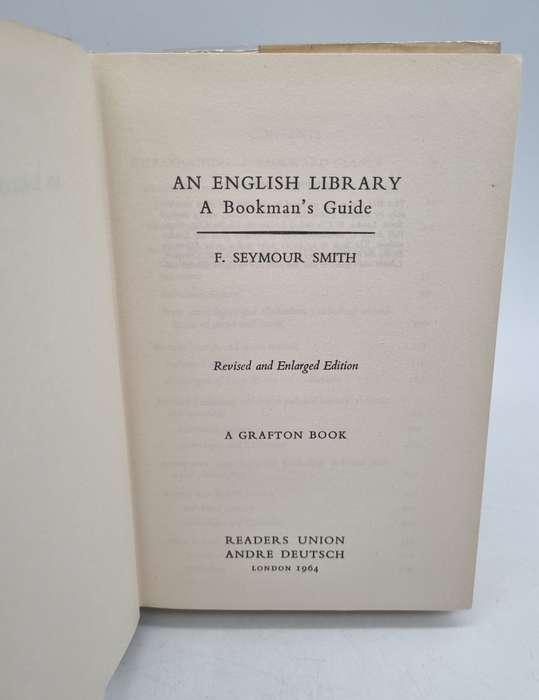 AN ENGLISH LIBRARY
A Bookman's Guide
F. SEYMOUR SMITH
Revised and Enlarged Edition
A GRAFTON BOOK
READERS UNION
ANDRE DEUTSCH
LONDON 1964